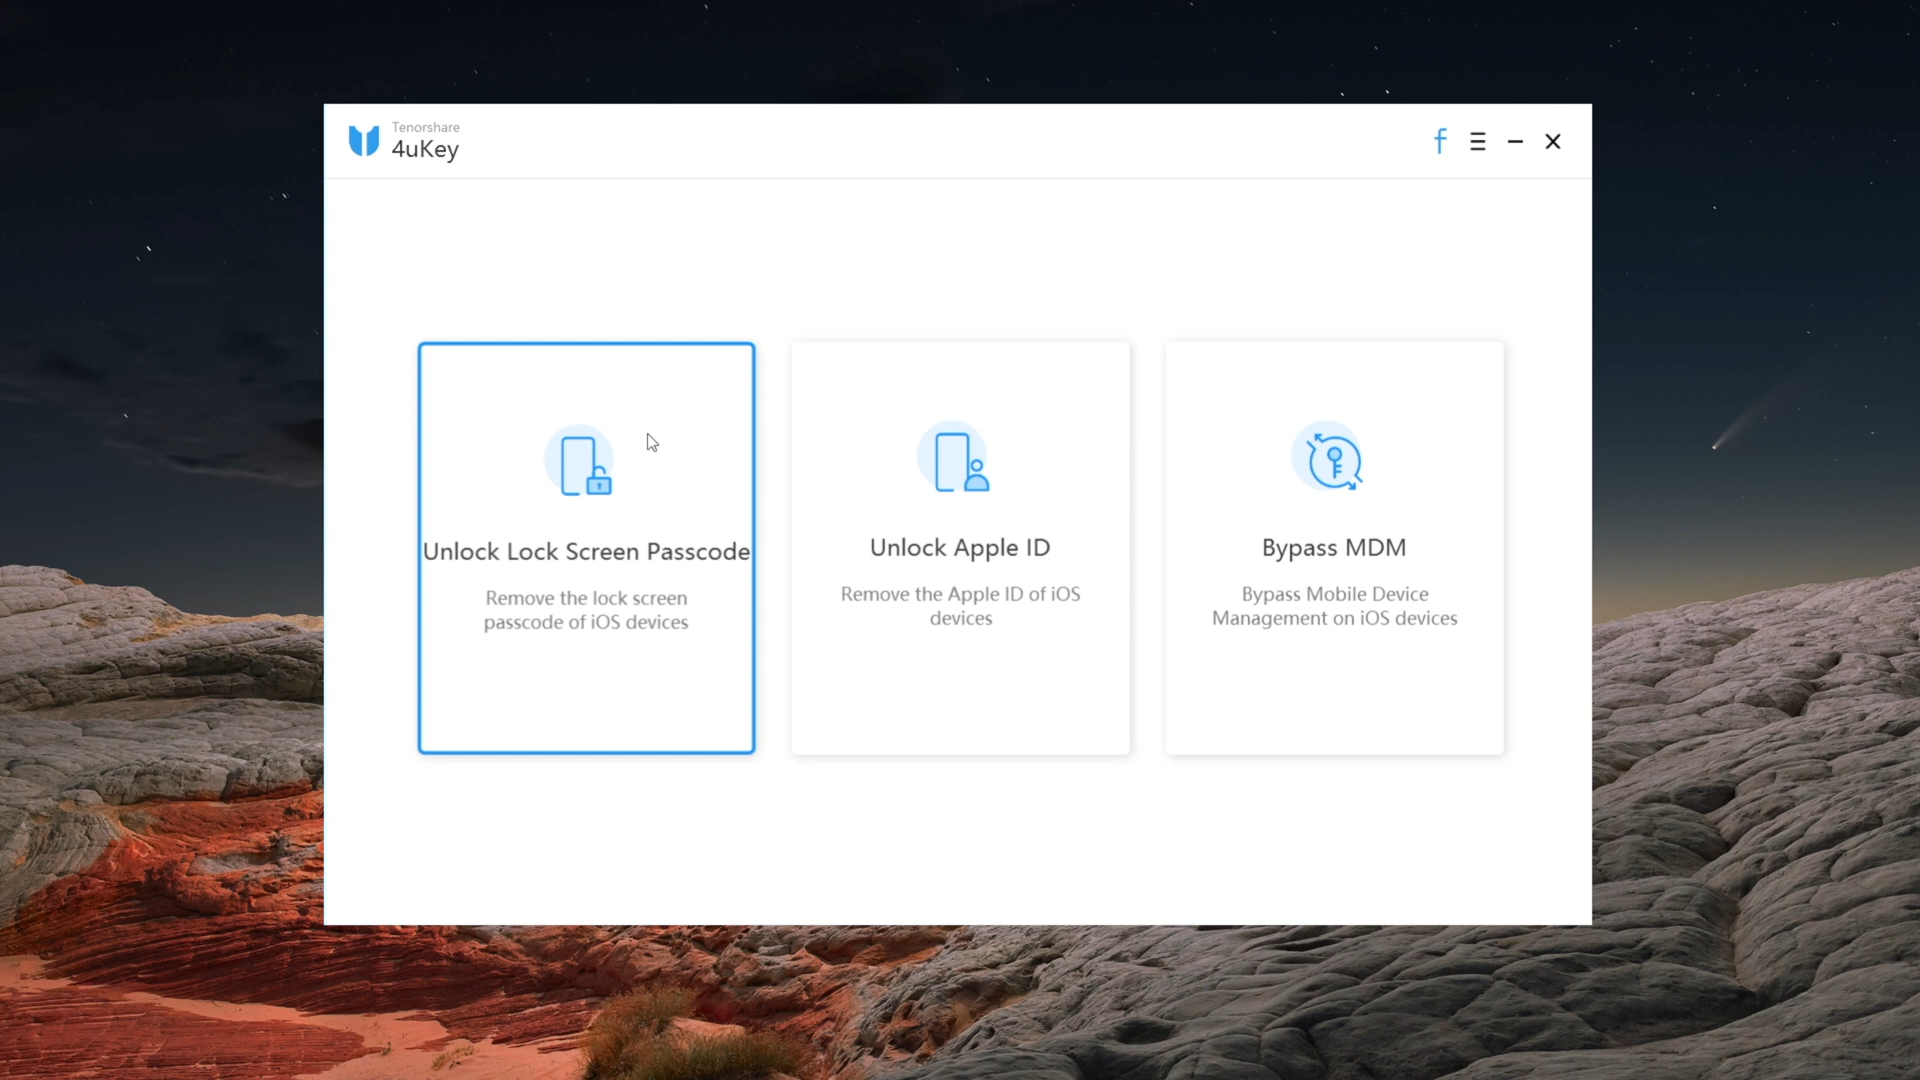 Tenorshare
4uKey
Unlock Lock Screen Passcode
Remove the lock screen
passcode of iOS devices
Unlock Apple ID
Remove the Apple ID of iOS
devices
Bypass MDM
Bypass Mobile Device
Management on iOS devices